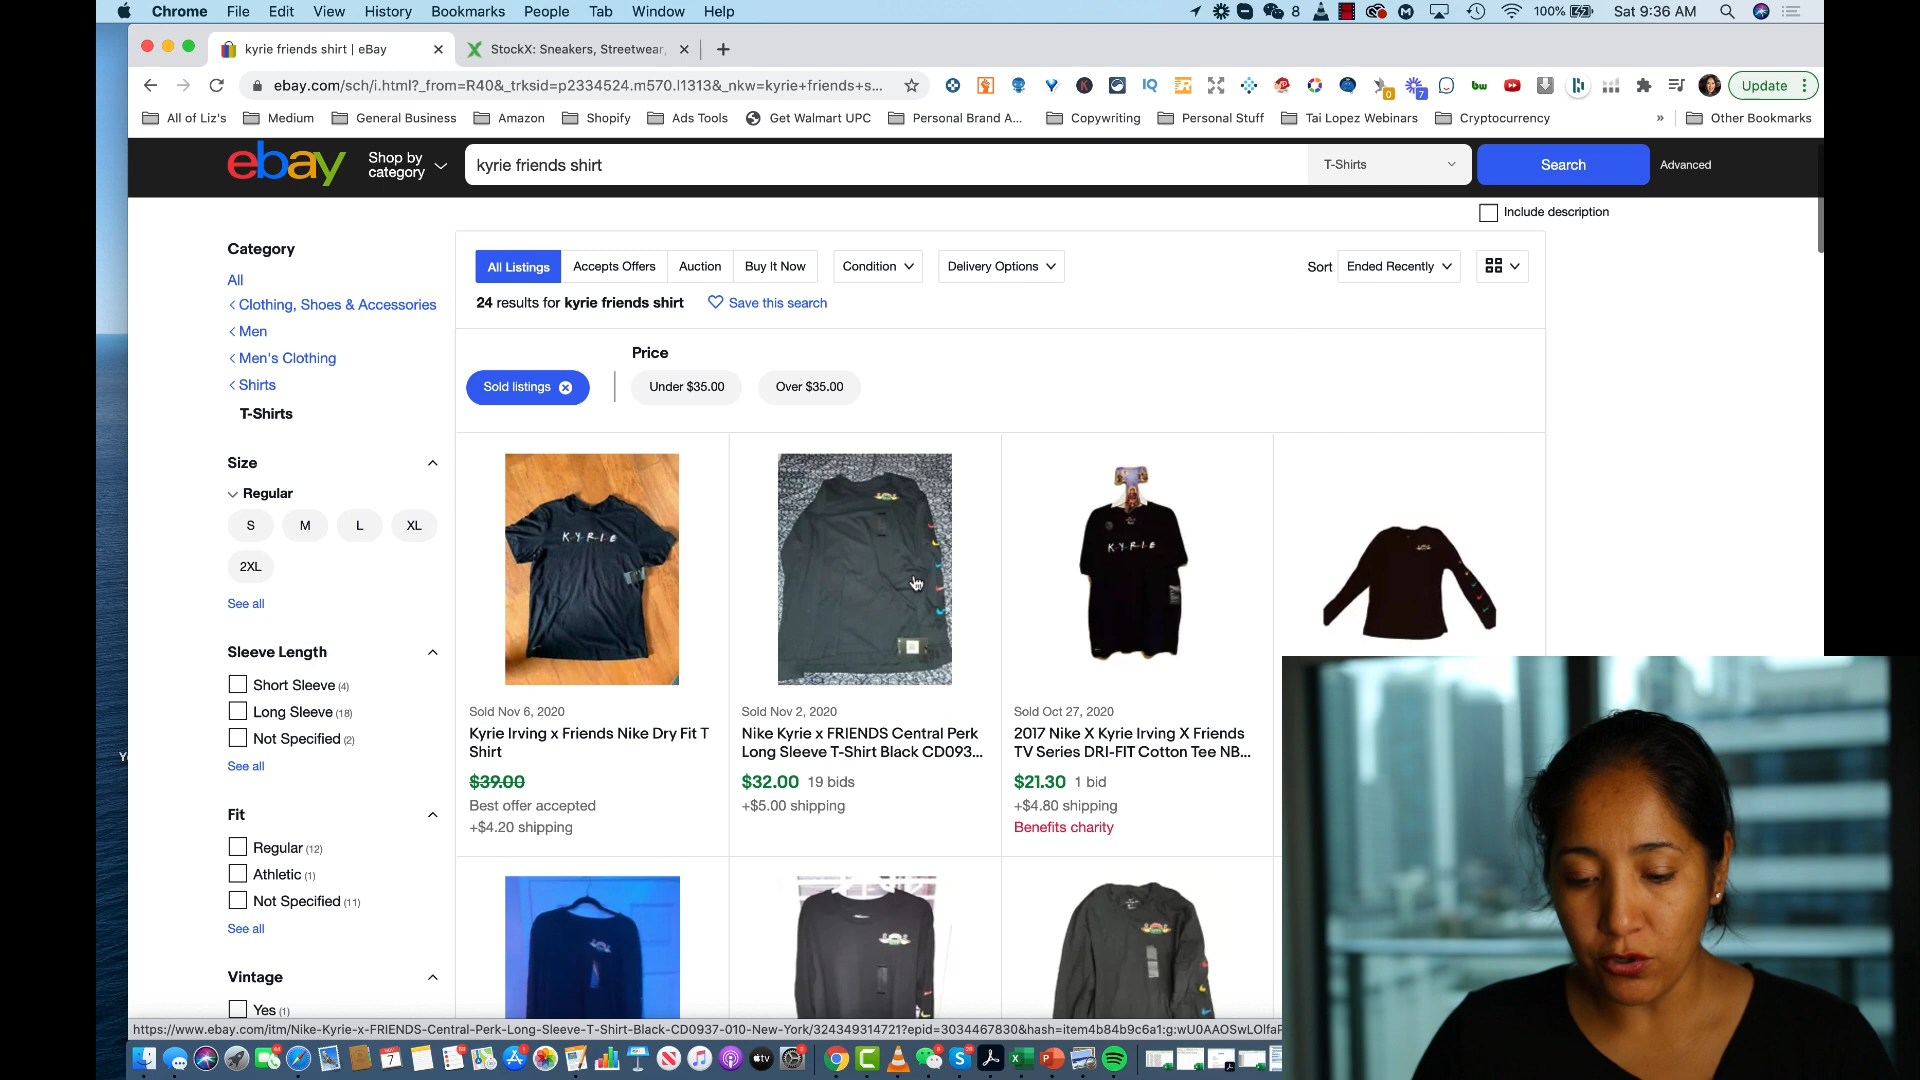 Chrome File Edit View History Bookmarks People Tab Window Help 8 100% Sat 9:36 AM
kyrie friends shirt | eBay StockX: Sneakers, Streetwear,
ebay.com/sch/i.html?_from=R40&_trksid=p2334524.m570.l1313&_nkw=kyrie+friends+s... Update
All of Liz's Medium General Business Amazon Shopify Ads Tools Get Walmart UPC Personal Brand A... Copywriting Personal Stuff Tai Lopez Webinars Cryptocurrency » Other Bookmarks
ebay Shop by category kyrie friends shirt T-Shirts Search Advanced
Include description
Category
All
Clothing, Shoes & Accessories
Men
Men's Clothing
Shirts
T-Shirts
Size
Regular
S M L XL
2XL
See all
Sleeve Length
Short Sleeve (4)
Long Sleeve (18)
Not Specified (2)
See all
Fit
Regular (12)
Athletic (1)
Not Specified (11)
See all
Vintage
Yes (1)
All Listings Accepts Offers Auction Buy It Now Condition Delivery Options Sort Ended Recently
24 results for kyrie friends shirt Save this search
Price
Sold listings Under $35.00 Over $35.00
K·Y·R·I·E
K·Y·R·I·E
Sold Nov 6, 2020
Kyrie Irving x Friends Nike Dry Fit T
Shirt
$39.00
Best offer accepted
+$4.20 shipping
Sold Nov 2, 2020
Nike Kyrie x FRIENDS Central Perk
Long Sleeve T-Shirt Black CD093...
$32.00 19 bids
+$5.00 shipping
Sold Oct 27, 2020
2017 Nike X Kyrie Irving X Friends
TV Series DRI-FIT Cotton Tee NB...
$21.30 1 bid
+$4.80 shipping
Benefits charity
https://www.ebay.com/itm/Nike-Kyrie-x-FRIENDS-Central-Perk-Long-Sleeve-T-Shirt-Black-CD0937-010-New-York/324349314721?epid=3034467830&hash=item4b84b9c6a1:g:wU0AAOSwLOlfaP